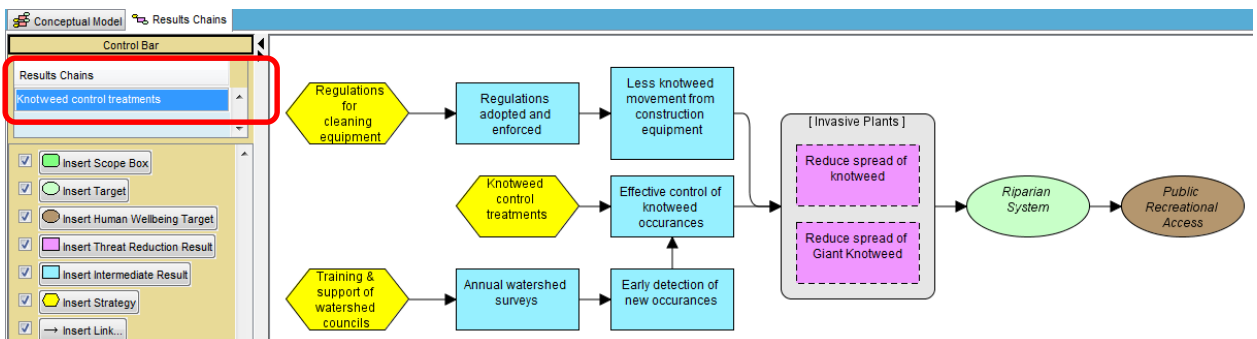 Conceptual Model
Results Chains
Control Bar
Results Chains
Knotweed control treatments
Insert Scope Box
Insert Target
Insert Human Wellbeing Target
Insert Threat Reduction Result
Insert Intermediate Result
Insert Strategy
Insert Link...
Regulations
for
cleaning
equipment
Regulations
adopted and
enforced
Less knotweed
movement from
construction
equipment
Knotweed
control
treatments
Effective control of
knotweed
occurances
Training &
support of
watershed
councils
Annual watershed
surveys
Early detection of
new occurances
[ Invasive Plants ]
Reduce spread of
knotweed
Reduce spread of
Giant Knotweed
Riparian
System
Public
Recreational
Access